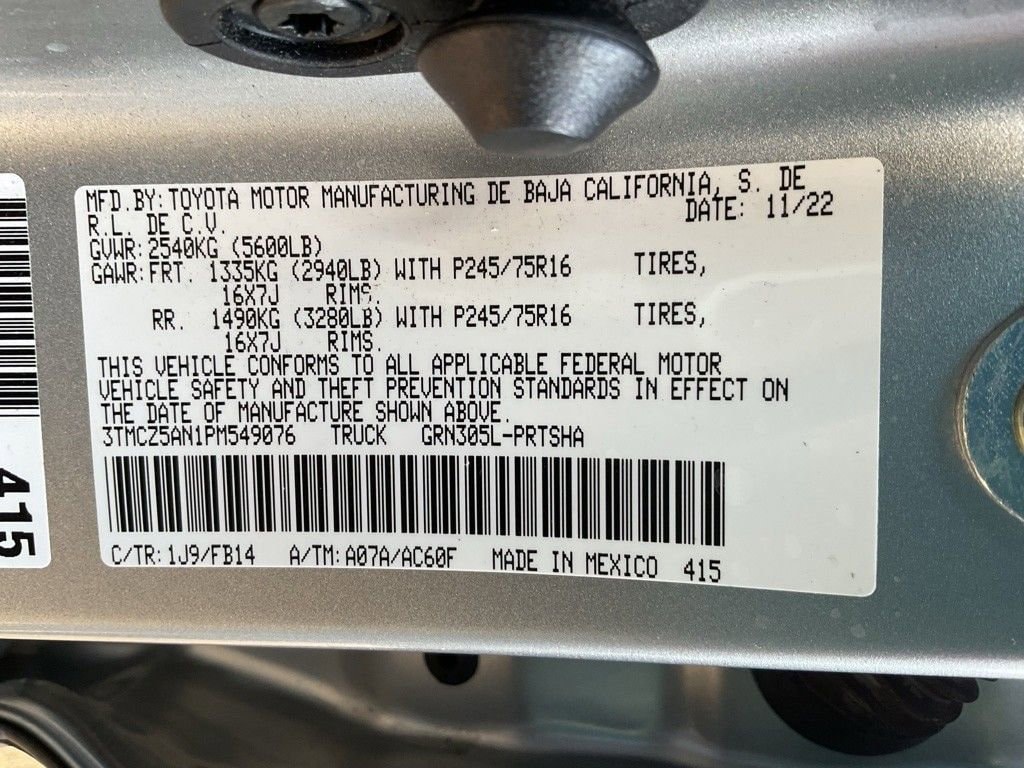 MFD.BY:TOYOTA MOTOR MANUFACTURING DE BAJA CALIFORNIA, S. DE
R.L. DE C.V. DATE: 11/22
GVWR:2540KG (5600LB)
GAWR:FRT. 1335KG (2940LB) WITH P245/75R16 TIRES,
16X7J RIMS.
RR. 1490KG (3280LB) WITH P245/75R16 TIRES,
16X7J RIMS.
THIS VEHICLE CONFORMS TO ALL APPLICABLE FEDERAL MOTOR
VEHICLE SAFETY AND THEFT PREVENTION STANDARDS IN EFFECT ON
THE DATE OF MANUFACTURE SHOWN ABOVE.
3TMCZ5AN1PM549076 TRUCK GRN305L-PRTSHA
C/TR:1J9/FB14 A/TM:A07A/AC60F MADE IN MEXICO 415
415